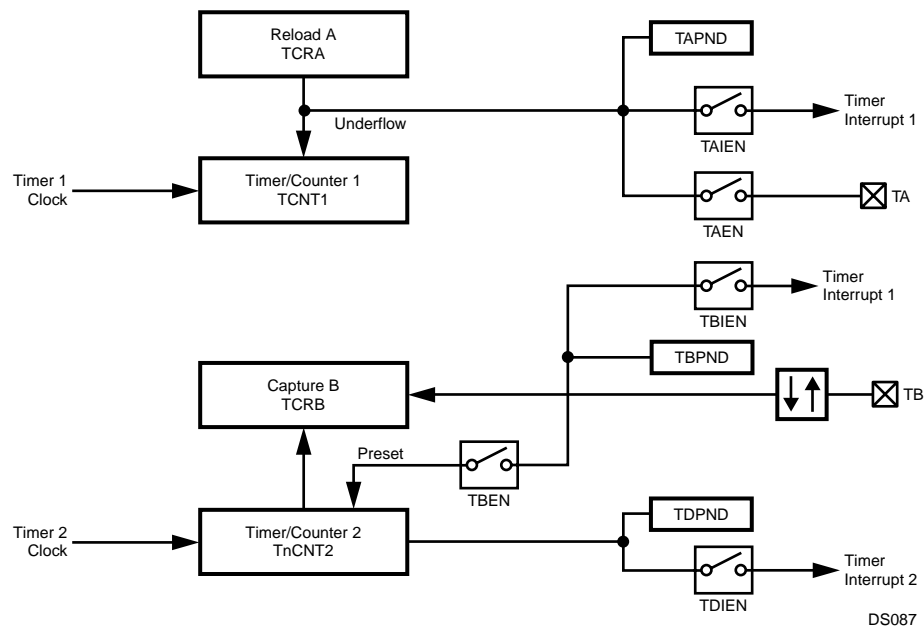 Reload A
TCRA
TAPND
Underflow
TAIEN
Timer
Interrupt 1
Timer 1
Clock
Timer/Counter 1
TCNT1
TAEN
TA
TBIEN
Timer
Interrupt 1
TBPND
Capture B
TCRB
TB
Preset
TBEN
Timer 2
Clock
Timer/Counter 2
TnCNT2
TDPND
TDIEN
Timer
Interrupt 2
DS087